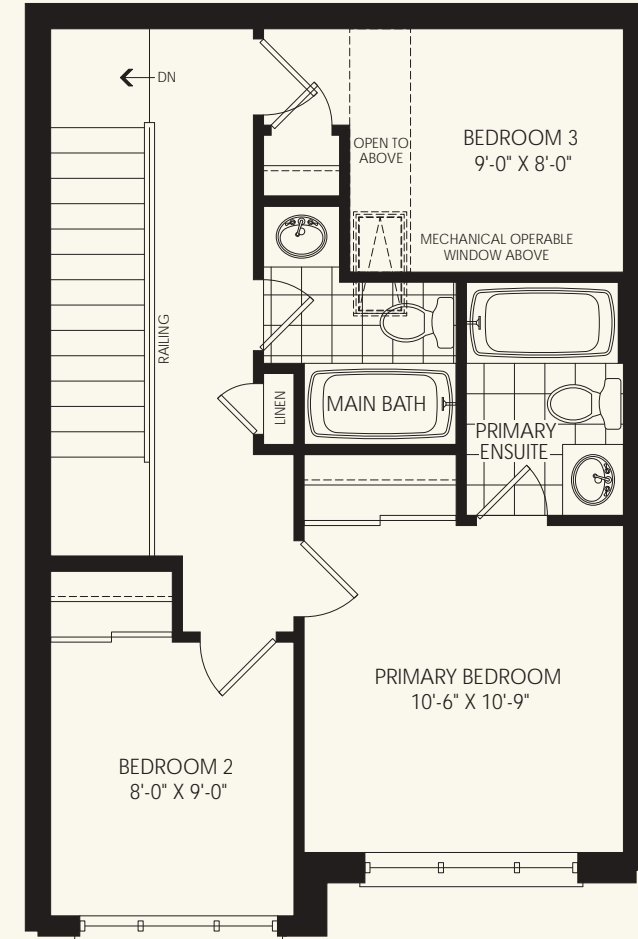 DN
OPEN TO
ABOVE
BEDROOM 3
9'-0" X 8'-0"
MECHANICAL OPERABLE
WINDOW ABOVE
RAILING
LINEN
MAIN BATH
PRIMARY
ENSUITE
PRIMARY BEDROOM
10'-6" X 10'-9"
BEDROOM 2
8'-0" X 9'-0"